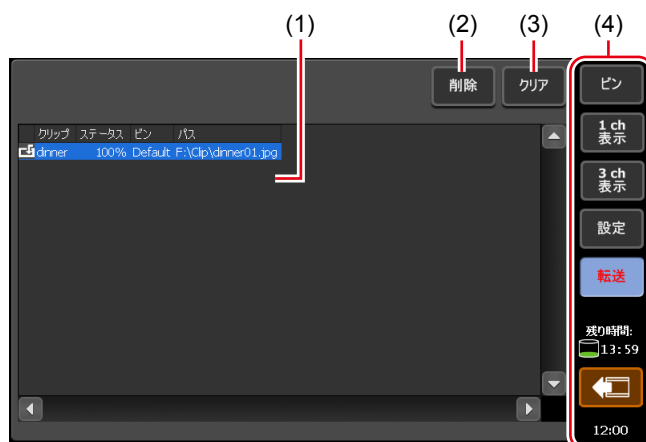 (1)
(2)
(3)
(4)
削除
クリア
ビン
1 ch
表示
3 ch
表示
設定
転送
残り時間:
13:59
12:00
クリップ ステータス ビン パス
dinner 100% Default F:\Clip\dinner01.jpg